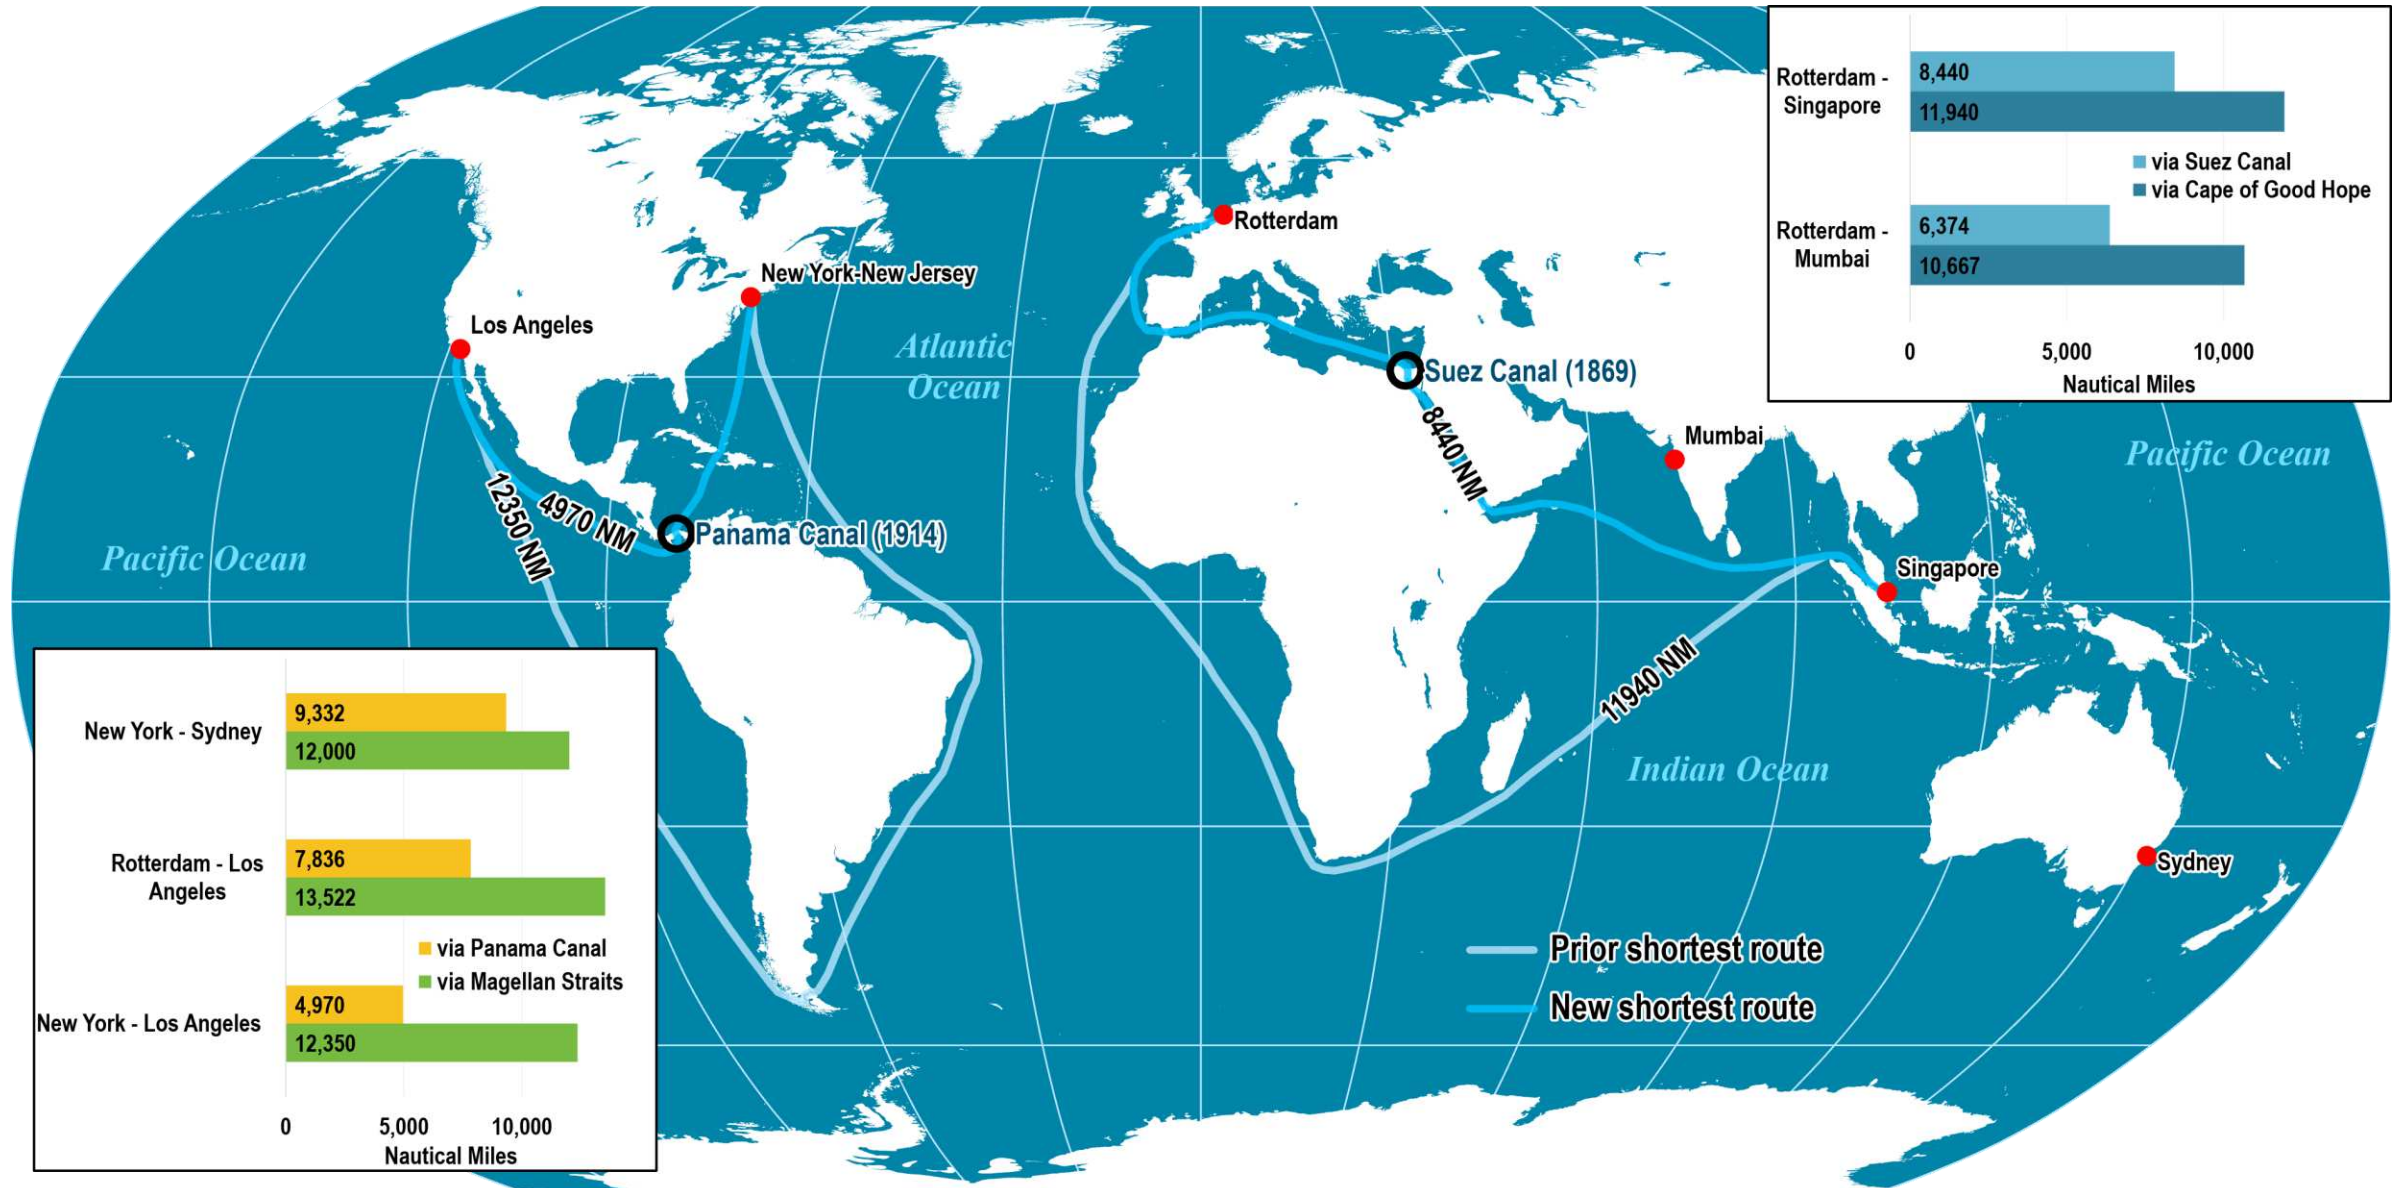 Rotterdam -
Singapore
8,440
11,940
via Suez Canal
via Cape of Good Hope
Rotterdam -
Mumbai
6,374
10,667
0
5,000
10,000
Nautical Miles
Rotterdam
New York-New Jersey
Los Angeles
Atlantic
Ocean
Suez Canal (1869)
8440 NM
Mumbai
Pacific Ocean
12350 NM
4970 NM
Panama Canal (1914)
Pacific Ocean
Singapore
11940 NM
Indian Ocean
Sydney
Prior shortest route
New shortest route
New York - Sydney
9,332
12,000
Rotterdam - Los
Angeles
7,836
13,522
via Panama Canal
via Magellan Straits
New York - Los Angeles
4,970
12,350
0
5,000
10,000
Nautical Miles